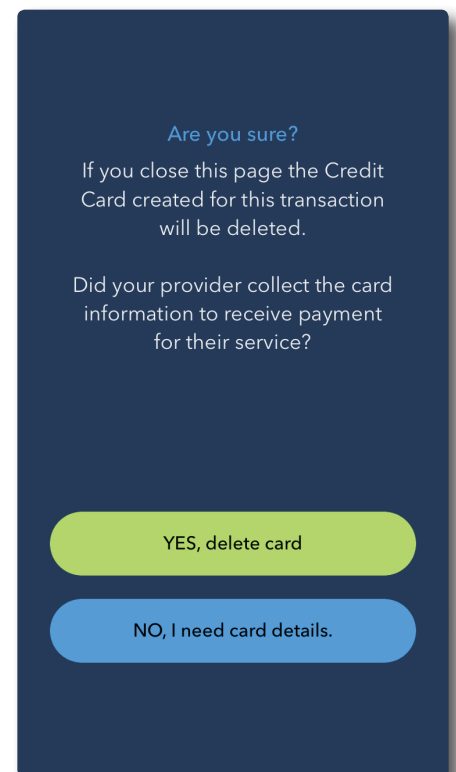 Are you sure?
If you close this page the Credit
Card created for this transaction
will be deleted.
Did your provider collect the card
information to receive payment
for their service?
YES, delete card
NO, I need card details.